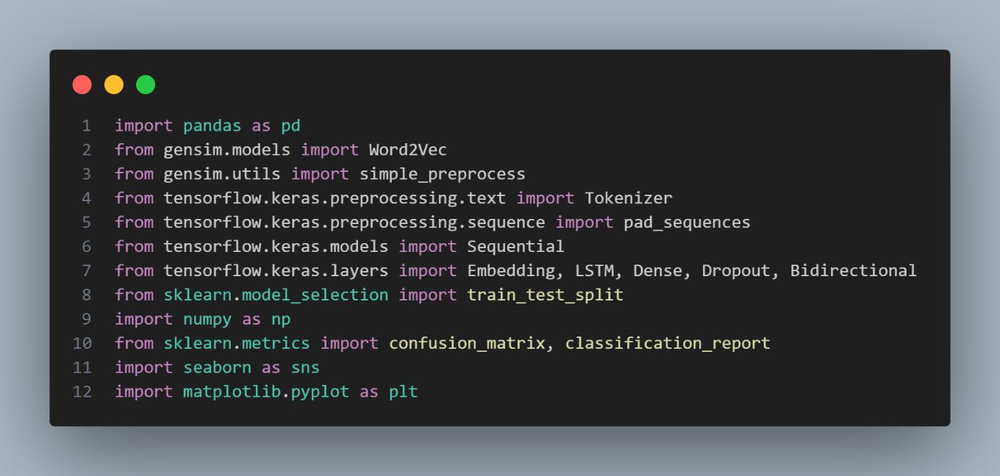 1 import pandas as pd
2 from gensim.models import Word2Vec
3 from gensim.utils import simple_preprocess
4 from tensorflow.keras.preprocessing.text import Tokenizer
5 from tensorflow.keras.preprocessing.sequence import pad_sequences
6 from tensorflow.keras.models import Sequential
7 from tensorflow.keras.layers import Embedding, LSTM, Dense, Dropout, Bidirectional
8 from sklearn.model_selection import train_test_split
9 import numpy as np
10 from sklearn.metrics import confusion_matrix, classification_report
11 import seaborn as sns
12 import matplotlib.pyplot as plt